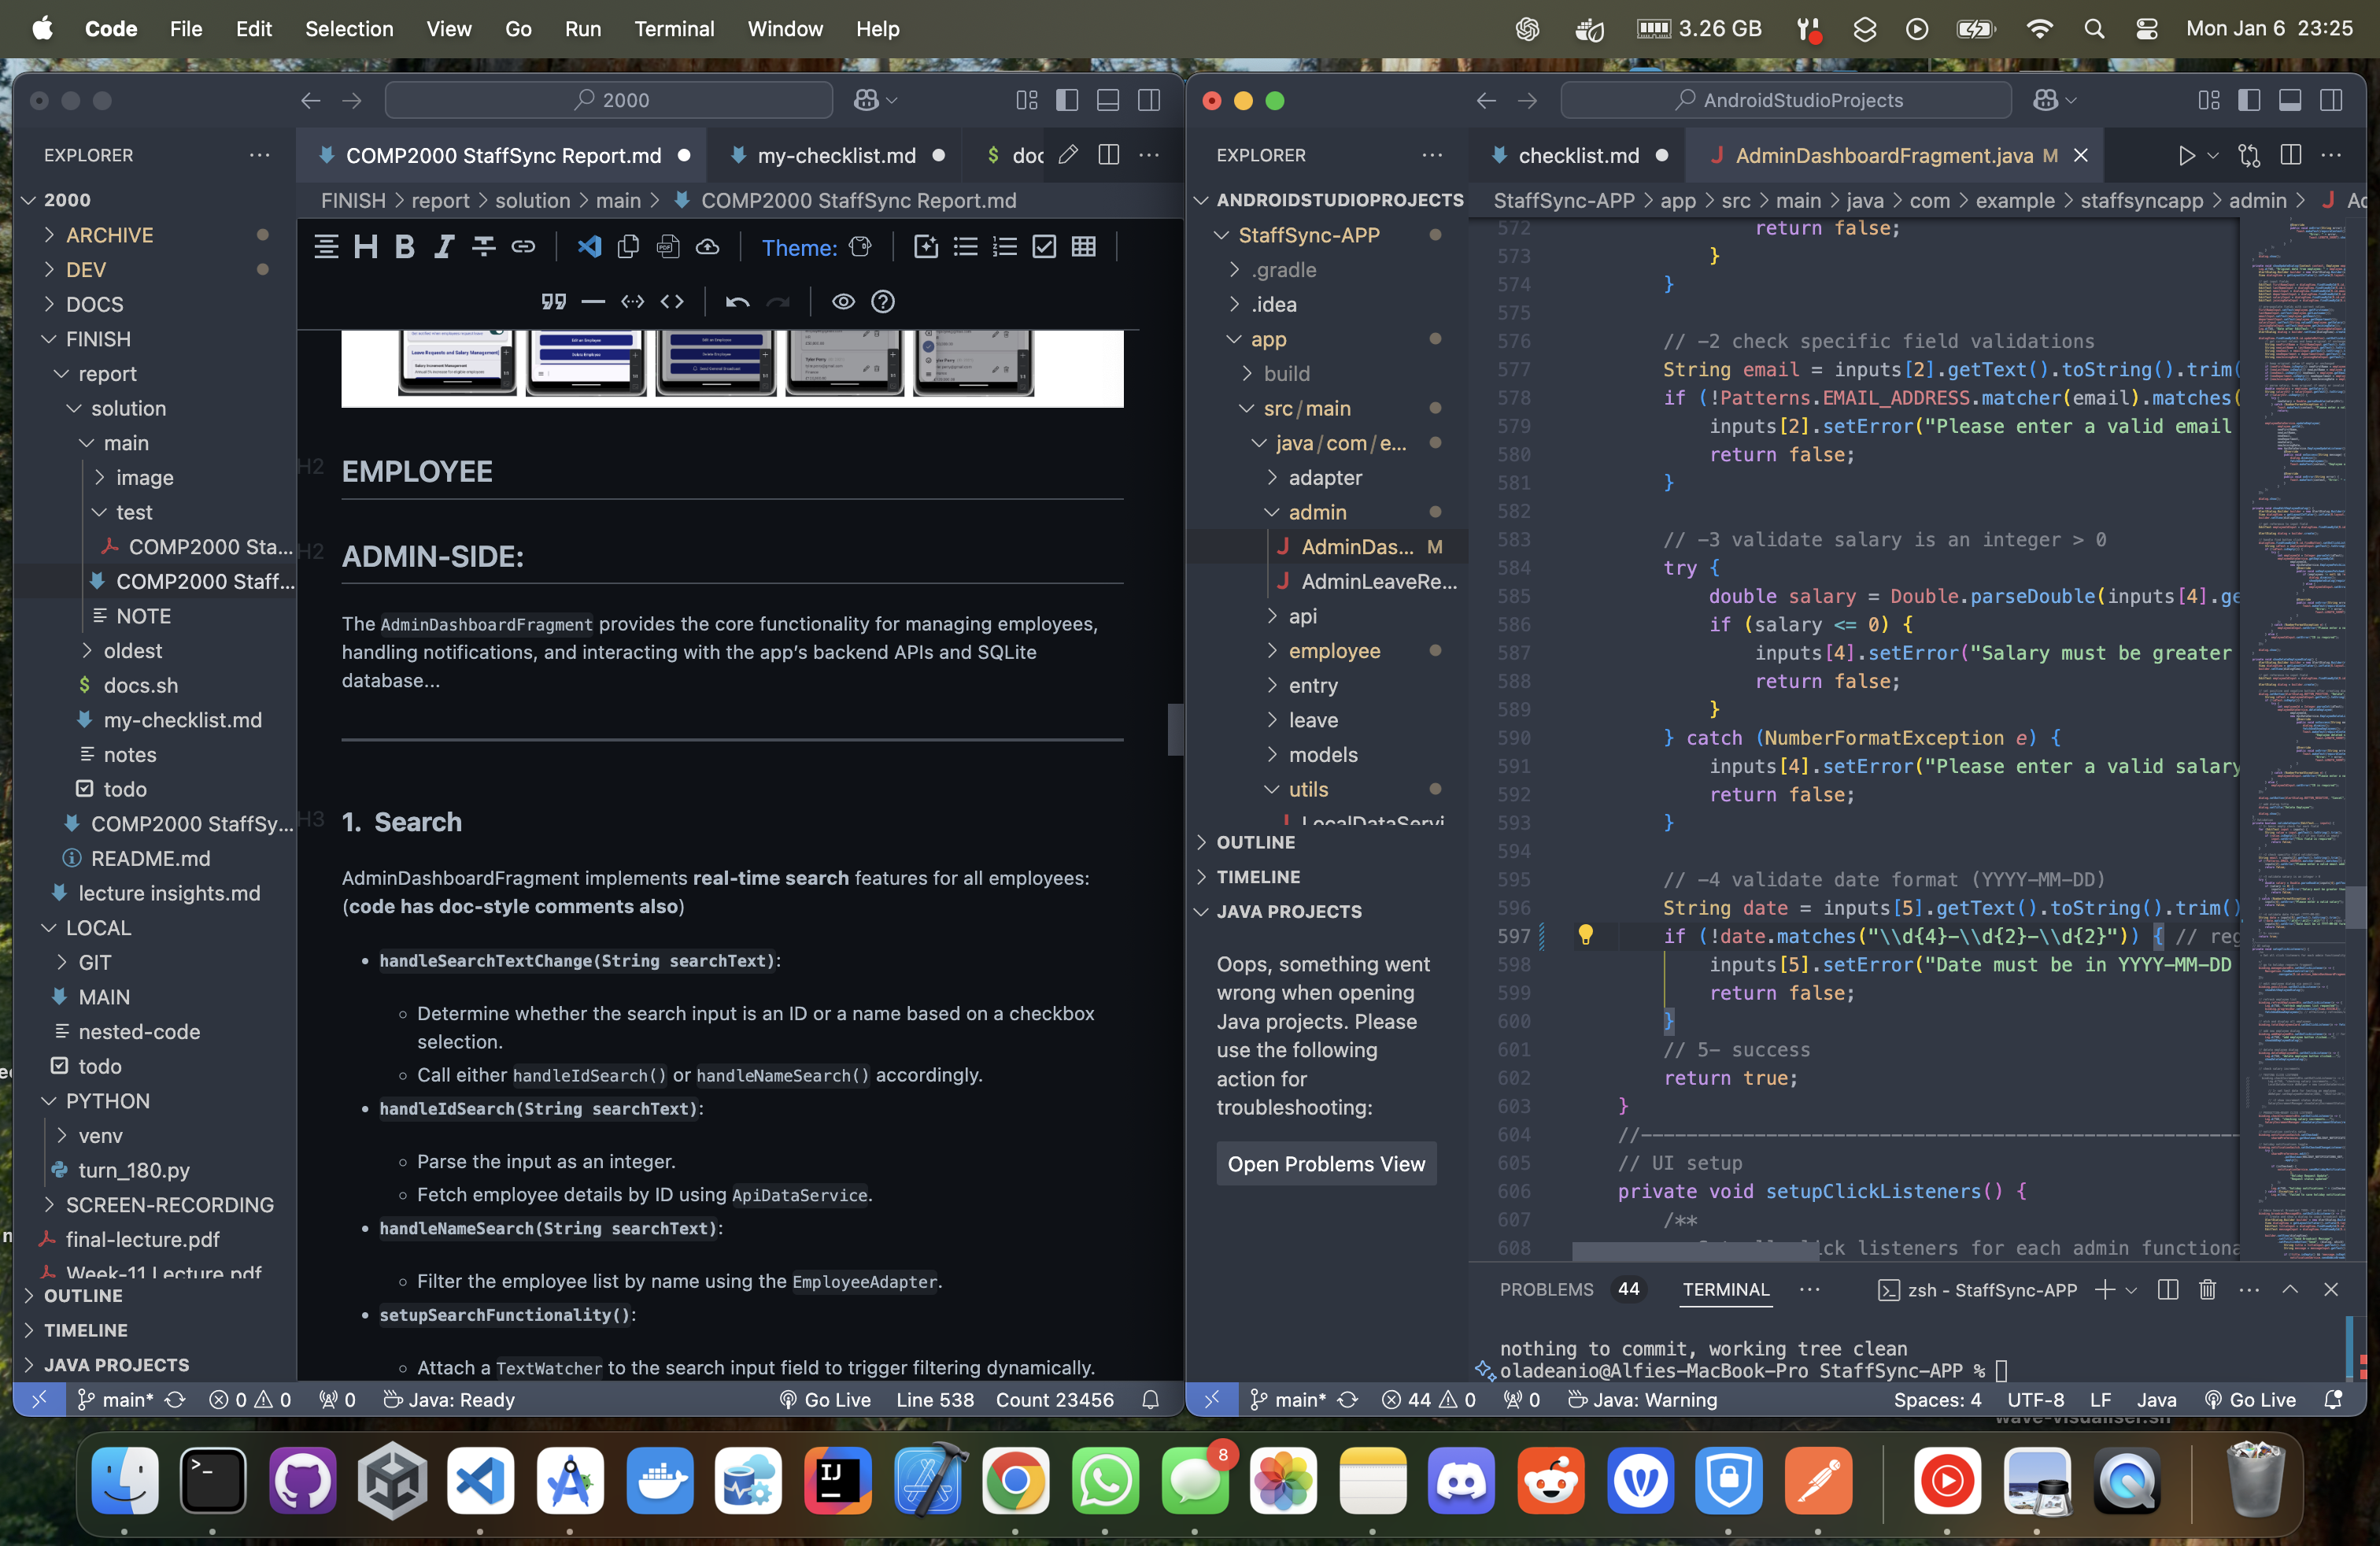 Code File Edit Selection View Go Run Terminal Window Help 3.26 GB Mon Jan 6 23:25
2000
EXPLORER
2000
ARCHIVE
DEV
DOCS
FINISH
report
solution
main
image
test
COMP2000 Sta...
COMP2000 Staff...
NOTE
oldest
docs.sh
my-checklist.md
notes
todo
COMP2000 StaffSy...
README.md
lecture insights.md
LOCAL
GIT
MAIN
nested-code
todo
PYTHON
venv
turn_180.py
SCREEN-RECORDING
final-lecture.pdf
Week-11 Lecture.pdf
OUTLINE
TIMELINE
JAVA PROJECTS
COMP2000 StaffSync Report.md my-checklist.md $ doc
FINISH > report > solution > main > COMP2000 StaffSync Report.md
H B I Theme:
Leave Requests and Salary Management
H2 EMPLOYEE
H2 ADMIN-SIDE:
The AdminDashboardFragment provides the core functionality for managing employees,
handling notifications, and interacting with the app’s backend APIs and SQLite
database...
H3 1. Search
AdminDashboardFragment implements real-time search features for all employees:
(code has doc-style comments also)
• handleSearchTextChange(String searchText):
◦ Determine whether the search input is an ID or a name based on a checkbox
selection.
◦ Call either handleIdSearch() or handleNameSearch() accordingly.
• handleIdSearch(String searchText):
◦ Parse the input as an integer.
◦ Fetch employee details by ID using ApiDataService.
• handleNameSearch(String searchText):
◦ Filter the employee list by name using the EmployeeAdapter.
• setupSearchFunctionality():
◦ Attach a TextWatcher to the search input field to trigger filtering dynamically.
main* 0 0 0 Java: Ready Go Live Line 538 Count 23456
AndroidStudioProjects
EXPLORER
ANDROIDSTUDIOPROJECTS
StaffSync-APP
.gradle
.idea
app
build
src/main
java/com/e...
adapter
admin
AdminDas... M
AdminLeaveRe...
api
employee
entry
leave
models
utils
LocalDataServi
OUTLINE
TIMELINE
JAVA PROJECTS
Oops, something went
wrong when opening
Java projects. Please
use the following
action for
troubleshooting:
Open Problems View
checklist.md J AdminDashboardFragment.java M
StaffSync-APP > app > src > main > java > com > example > staffsyncapp > admin > J Ad
572 return false;
573 }
574 }
575
576 // -2 check specific field validations
577 String email = inputs[2].getText().toString().trim(
578 if (!Patterns.EMAIL_ADDRESS.matcher(email).matches(
579 inputs[2].setError("Please enter a valid email
580 return false;
581 }
582
583 // -3 validate salary is an integer > 0
584 try {
585 double salary = Double.parseDouble(inputs[4].ge
586 if (salary <= 0) {
587 inputs[4].setError("Salary must be greater
588 return false;
589 }
590 } catch (NumberFormatException e) {
591 inputs[4].setError("Please enter a valid salary
592 return false;
593 }
594
595 // -4 validate date format (YYYY-MM-DD)
596 String date = inputs[5].getText().toString().trim()
597 if (!date.matches("\\d{4}-\\d{2}-\\d{2}")) { // reg
598 inputs[5].setError("Date must be in YYYY-MM-DD
599 return false;
600 }
601 // 5- success
602 return true;
603 }
604 //------------------------------------------------------
605 // UI setup
606 private void setupClickListeners() {
607 /**
608 click listeners for each admin functiona
PROBLEMS 44 TERMINAL zsh - StaffSync-APP
nothing to commit, working tree clean
oladeanio@Alfies-MacBook-Pro StaffSync-APP %
main* 44 0 0 Java: Warning Spaces: 4 UTF-8 LF Java Go Live
wave-visualiser.sh
8
IJ